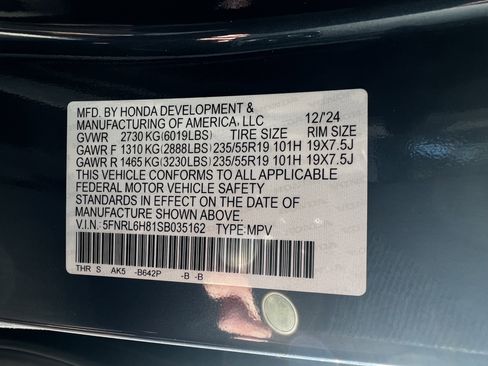 MFD. BY HONDA DEVELOPMENT &
MANUFACTURING OF AMERICA, LLC 12/'24
GVWR 2730 KG (6019LBS) TIRE SIZE RIM SIZE
GAWR F 1310 KG (2888LBS) 235/55R19 101H 19X7.5J
GAWR R 1465 KG (3230LBS) 235/55R19 101H 19X7.5J
THIS VEHICLE CONFORMS TO ALL APPLICABLE
FEDERAL MOTOR VEHICLE SAFETY
STANDARDS IN EFFECT ON THE DATE OF
MANUFACTURE SHOWN ABOVE.
V.I.N: 5FNRL6H81SB035162 TYPE:MPV
THR S AK5 -B642P -B -B